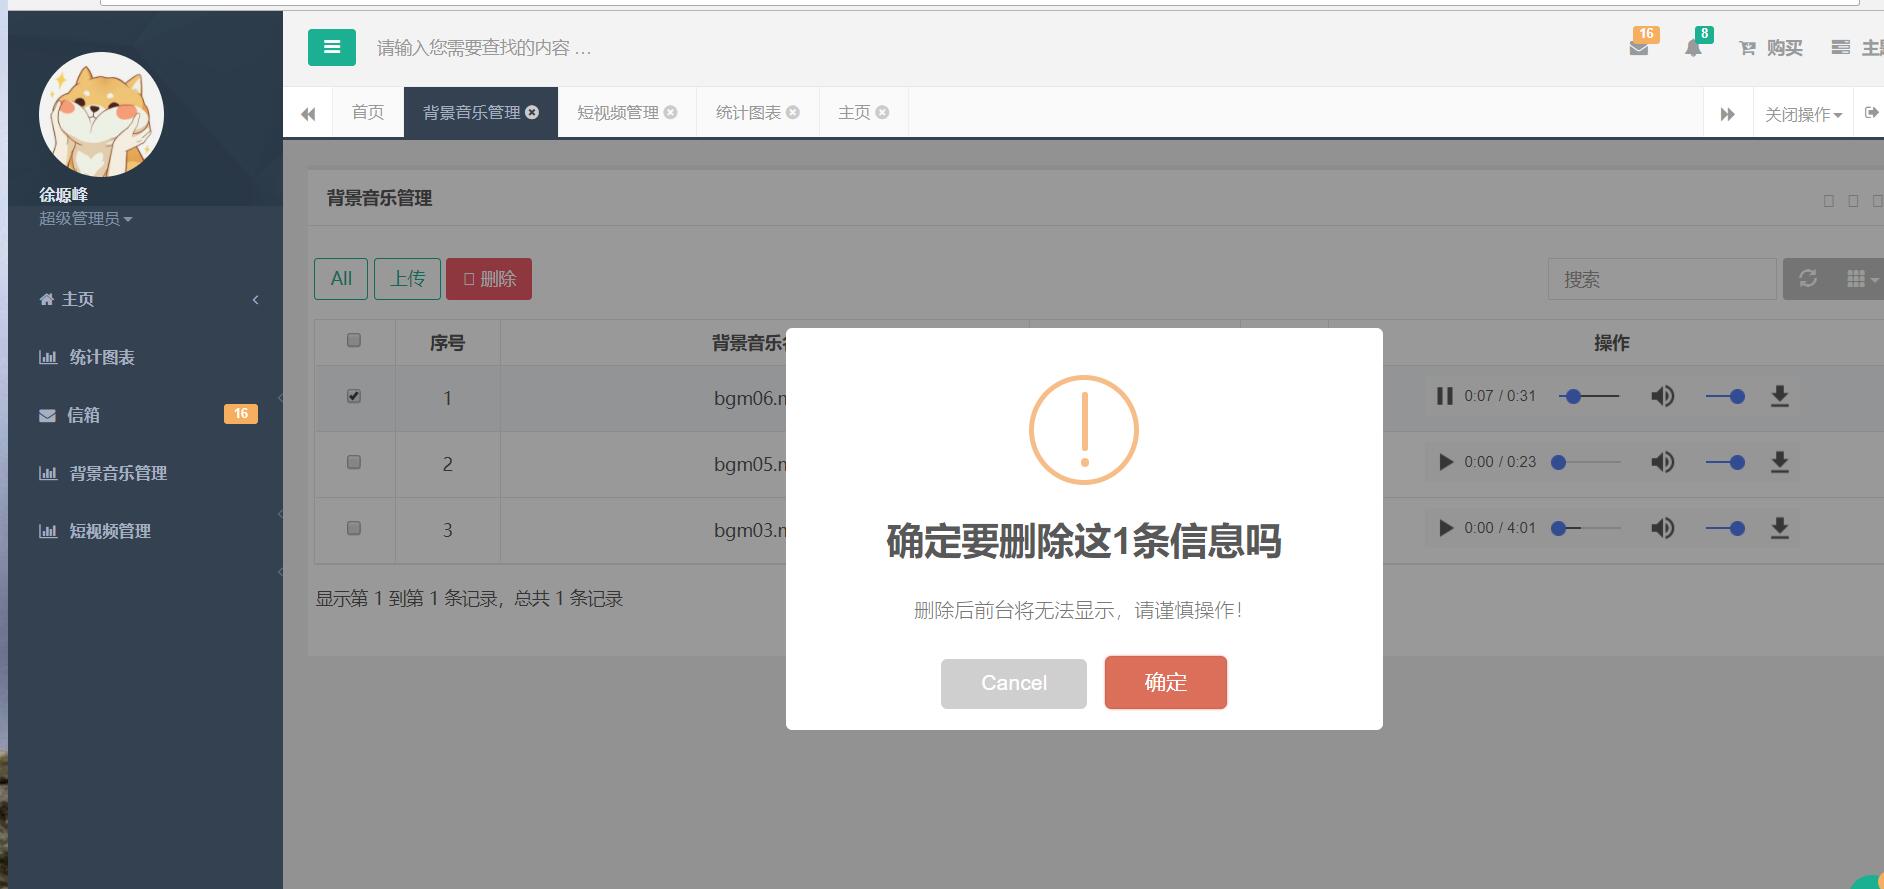 请输入您需要查找的内容 …
16
8
购买
首页
背景音乐管理
短视频管理
统计图表
主页
关闭操作
徐塬峰
超级管理员
主页
统计图表
信箱 16
背景音乐管理
短视频管理
背景音乐管理
All 上传 删除
搜索
序号 背景音乐 操作
1 bgm06. 0:07 / 0:31
2 bgm05. 0:00 / 0:23
3 bgm03. 0:00 / 4:01
显示第 1 到第 1 条记录，总共 1 条记录
确定要删除这1条信息吗
删除后前台将无法显示，请谨慎操作！
Cancel 确定